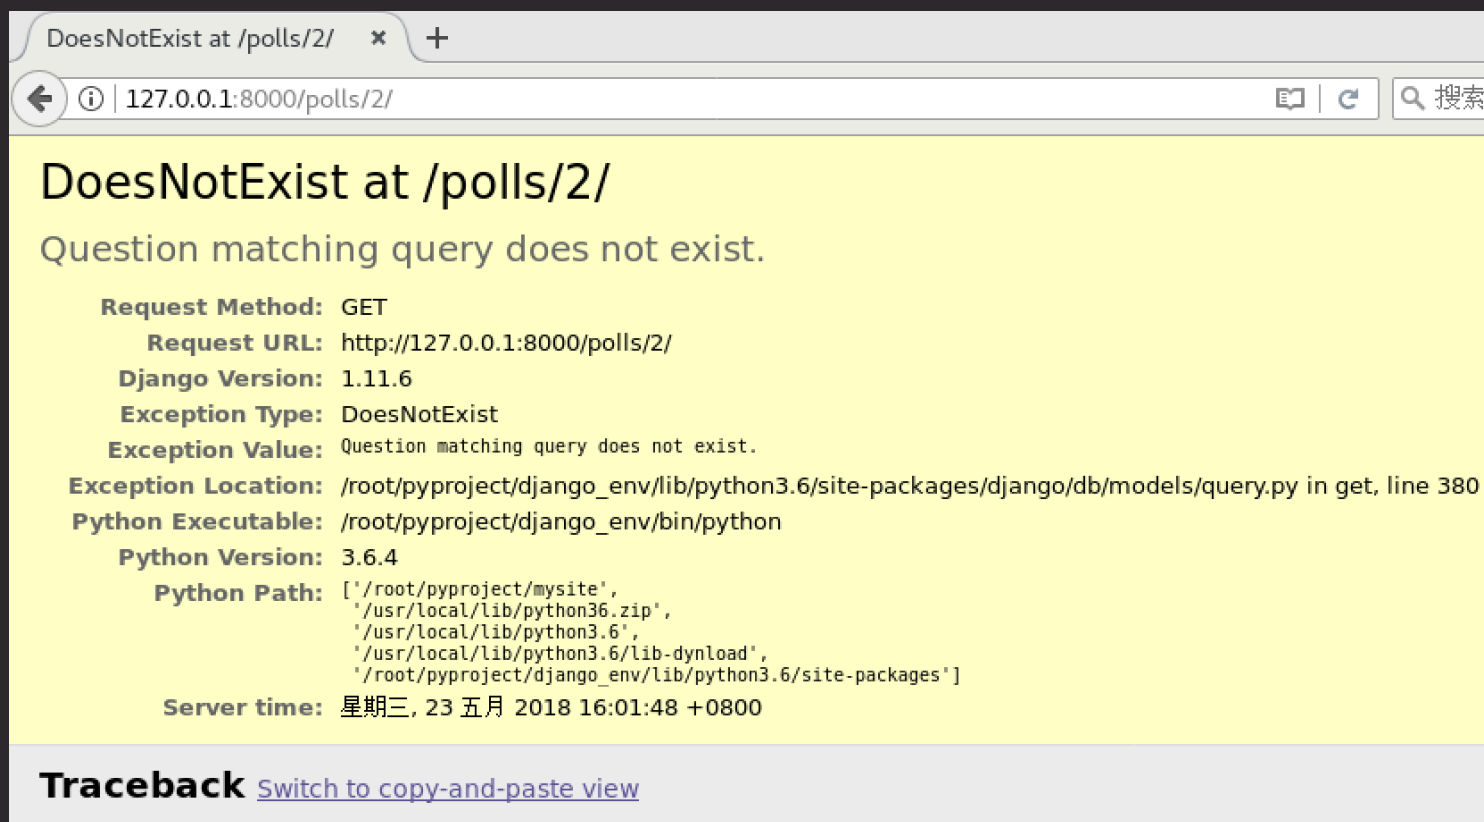 DoesNotExist at /polls/2/
127.0.0.1:8000/polls/2/
搜索
DoesNotExist at /polls/2/
Question matching query does not exist.
Request Method: GET
Request URL: http://127.0.0.1:8000/polls/2/
Django Version: 1.11.6
Exception Type: DoesNotExist
Exception Value: Question matching query does not exist.
Exception Location: /root/pyproject/django_env/lib/python3.6/site-packages/django/db/models/query.py in get, line 380
Python Executable: /root/pyproject/django_env/bin/python
Python Version: 3.6.4
Python Path: ['/root/pyproject/mysite',
'/usr/local/lib/python36.zip',
'/usr/local/lib/python3.6',
'/usr/local/lib/python3.6/lib-dynload',
'/root/pyproject/django_env/lib/python3.6/site-packages']
Server time: 星期三, 23 五月 2018 16:01:48 +0800
Traceback Switch to copy-and-paste view